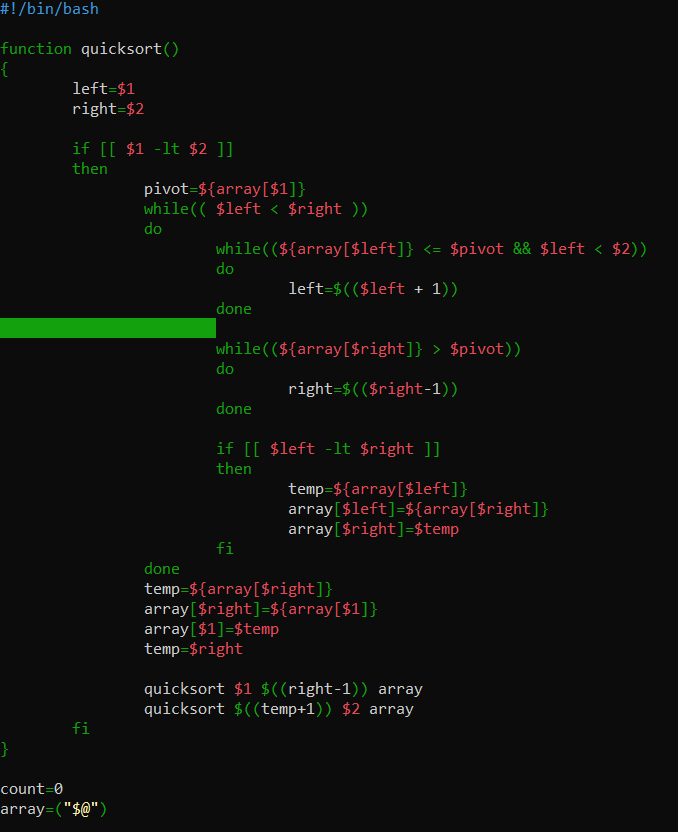 #!/bin/bash

function quicksort()
{
        left=$1
        right=$2

        if [[ $1 -lt $2 ]]
        then
                pivot=${array[$1]}
                while(( $left < $right ))
                do
                        while((${array[$left]} <= $pivot && $left < $2))
                        do
                                left=$(($left + 1))
                        done

                        while((${array[$right]} > $pivot))
                        do
                                right=$(($right-1))
                        done

                        if [[ $left -lt $right ]]
                        then
                                temp=${array[$left]}
                                array[$left]=${array[$right]}
                                array[$right]=$temp
                        fi
                done
                temp=${array[$right]}
                array[$right]=${array[$1]}
                array[$1]=$temp
                temp=$right

                quicksort $1 $((right-1)) array
                quicksort $((temp+1)) $2 array
        fi
}

count=0
array=("$@")